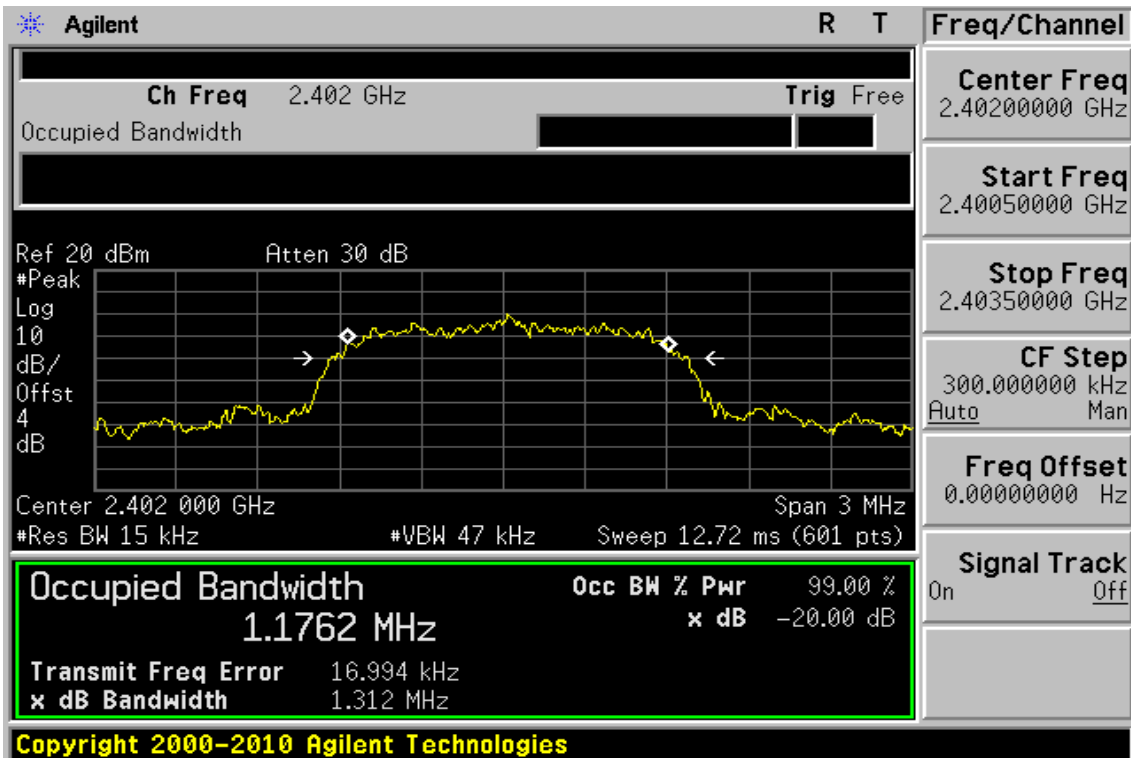 Agilent R T
Freq/Channel
Ch Freq 2.402 GHz Trig Free
Occupied Bandwidth
Center Freq
2.40200000 GHz
Start Freq
2.40050000 GHz
Stop Freq
2.40350000 GHz
CF Step
300.000000 kHz
Auto Man
Freq Offset
0.00000000 Hz
Signal Track
On Off
Ref 20 dBm Atten 30 dB
#Peak
Log
10
dB/
Offst
4
dB
Center 2.402 000 GHz Span 3 MHz
#Res BW 15 kHz #VBW 47 kHz Sweep 12.72 ms (601 pts)
Occupied Bandwidth
1.1762 MHz
Occ BW % Pwr 99.00 %
x dB -20.00 dB
Transmit Freq Error 16.994 kHz
x dB Bandwidth 1.312 MHz
Copyright 2000-2010 Agilent Technologies